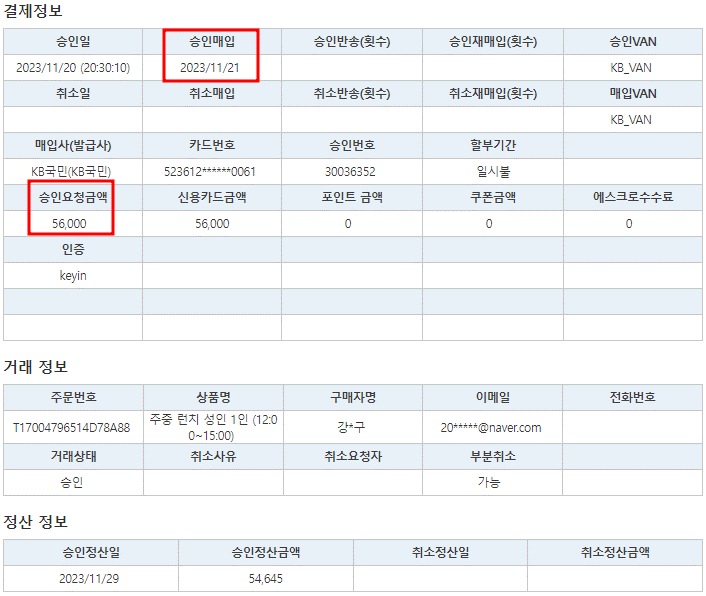 결제정보
승인일 승인매입 승인반송(횟수) 승인재매입(횟수) 승인VAN
2023/11/20 (20:30:10) 2023/11/21 KB_VAN
취소일 취소매입 취소반송(횟수) 취소재매입(횟수) 매입VAN
KB_VAN
매입사(발급사) 카드번호 승인번호 할부기간
KB국민(KB국민) 523612******0061 30036352 일시불
승인요청금액 신용카드금액 포인트 금액 쿠폰금액 에스크로수수료
56,000 56,000 0 0 0
인증
keyin
거래 정보
주문번호 상품명 구매자명 이메일 전화번호
T17004796514D78A88 주중 런치 성인 1인 (12:0 강*구 20*****@naver.com
0~15:00)
거래상태 취소사유 취소요청자 부분취소
승인 가능
정산 정보
승인정산일 승인정산금액 취소정산일 취소정산금액
2023/11/29 54,645